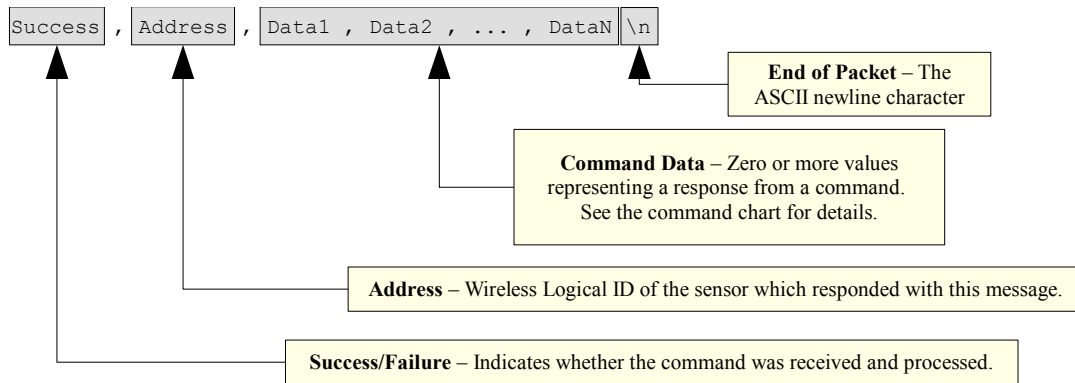 Success , Address , Data1 , Data2 , ... , DataN \n
End of Packet – The
ASCII newline character
Command Data – Zero or more values
representing a response from a command.
See the command chart for details.
Address – Wireless Logical ID of the sensor which responded with this message.
Success/Failure – Indicates whether the command was received and processed.